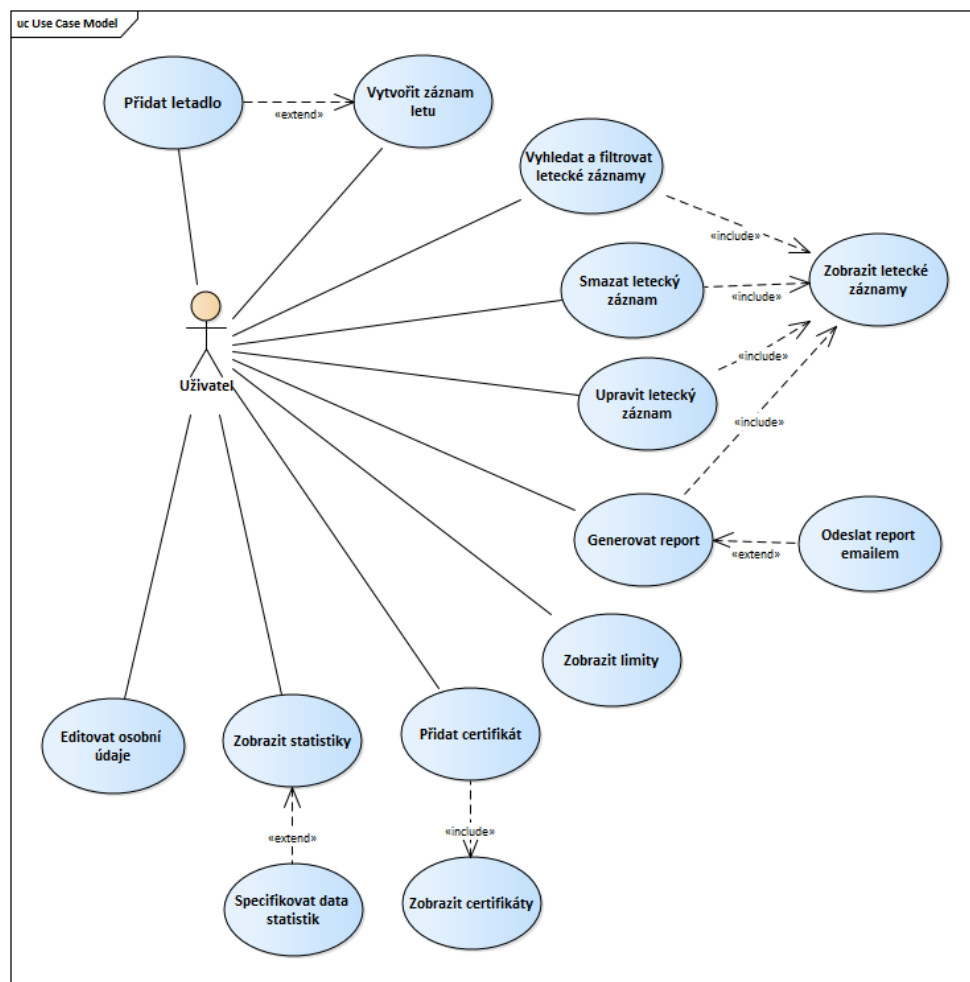 uc Use Case Model
Přidat letadlo
«extend»
Vytvořit záznam
letu
Vyhledat a filtrovat
letecké záznamy
«include»
Smazat letecký
záznam
«include»
Zobrazit letecké
záznamy
Uživatel
Upravit letecký
záznam
«include»
«include»
Generovat report
«extend»
Odeslat report
emailem
Zobrazit limity
Editovat osobní
údaje
Zobrazit statistiky
Přidat certifikát
«extend»
«include»
Specifikovat data
statistik
Zobrazit certifikáty